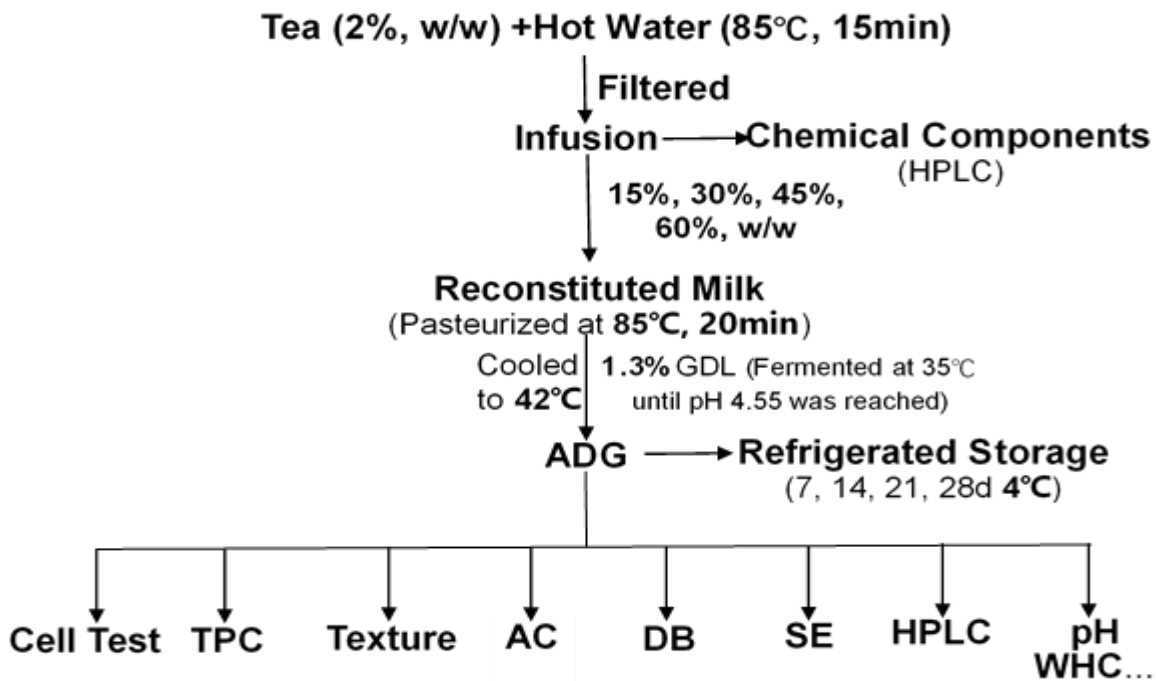 Tea (2%, w/w) +Hot Water (85℃, 15min)
Filtered
Infusion
Chemical Components
(HPLC)
15%, 30%, 45%,
60%, w/w
Reconstituted Milk
(Pasteurized at 85℃, 20min)
Cooled
to 42℃
1.3% GDL (Fermented at 35℃
until pH 4.55 was reached)
ADG
Refrigerated Storage
(7, 14, 21, 28d 4℃)
Cell Test
TPC
Texture
AC
DB
SE
HPLC
pH
WHC...